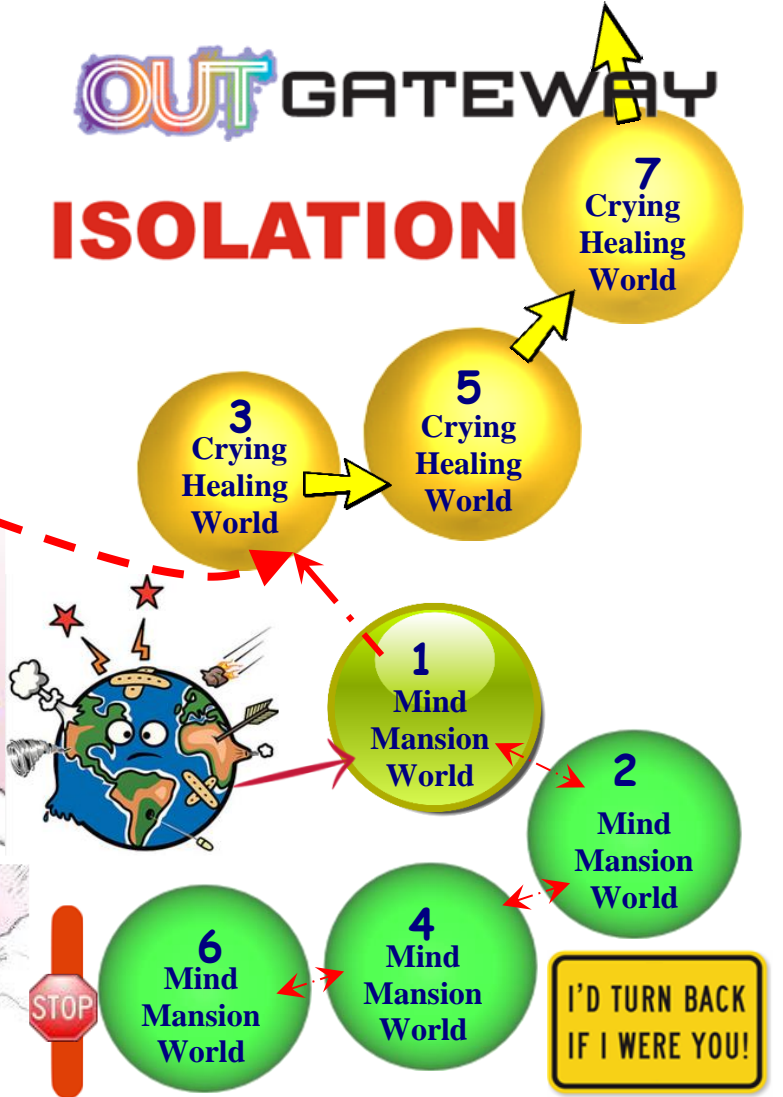 OUT GATEWAY
ISOLATION
7
Crying
Healing
World
5
Crying
Healing
World
3
Crying
Healing
World
1
Mind
Mansion
World
2
Mind
Mansion
World
4
Mind
Mansion
World
6
Mind
Mansion
World
STOP
I'D TURN BACK
IF I WERE YOU!